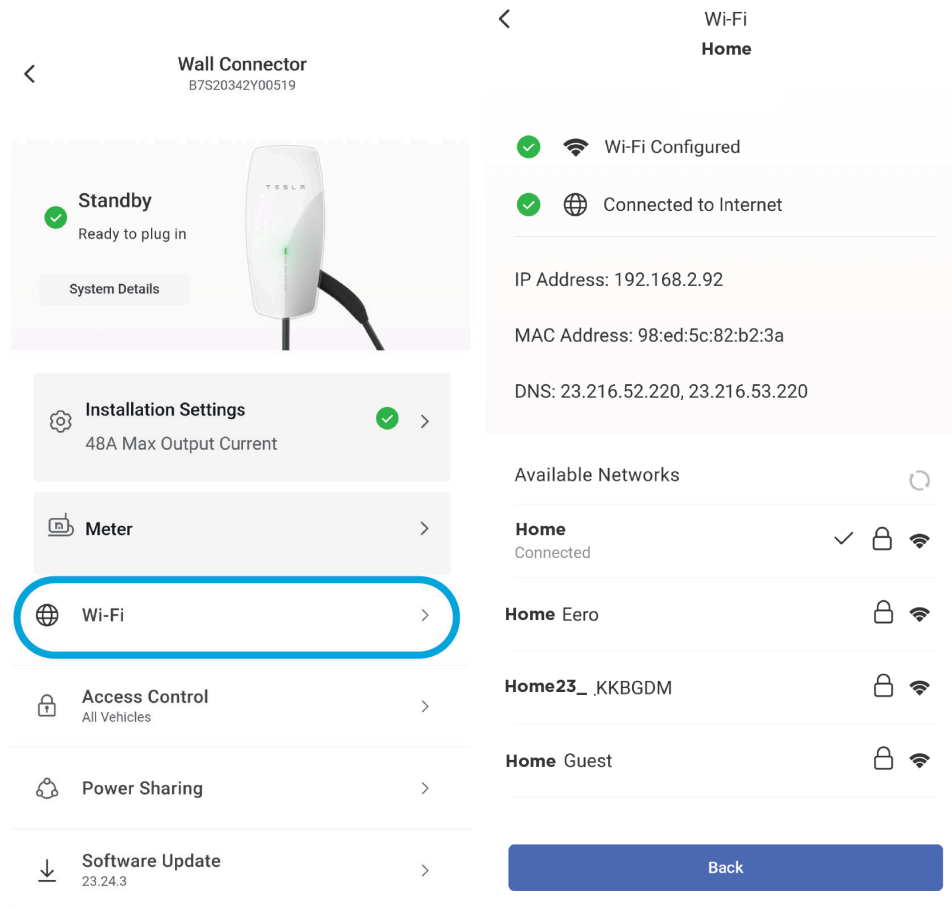 Wall Connector
B7S20342Y00519
Standby
Ready to plug in
System Details
TESLA
Installation Settings
48A Max Output Current
Meter
Wi-Fi
Access Control
All Vehicles
Power Sharing
Software Update
23.24.3
Wi-Fi
Home
Wi-Fi Configured
Connected to Internet
IP Address: 192.168.2.92
MAC Address: 98:ed:5c:82:b2:3a
DNS: 23.216.52.220, 23.216.53.220
Available Networks
Home
Connected
Home Eero
Home23_ KKBGDM
Home Guest
Back